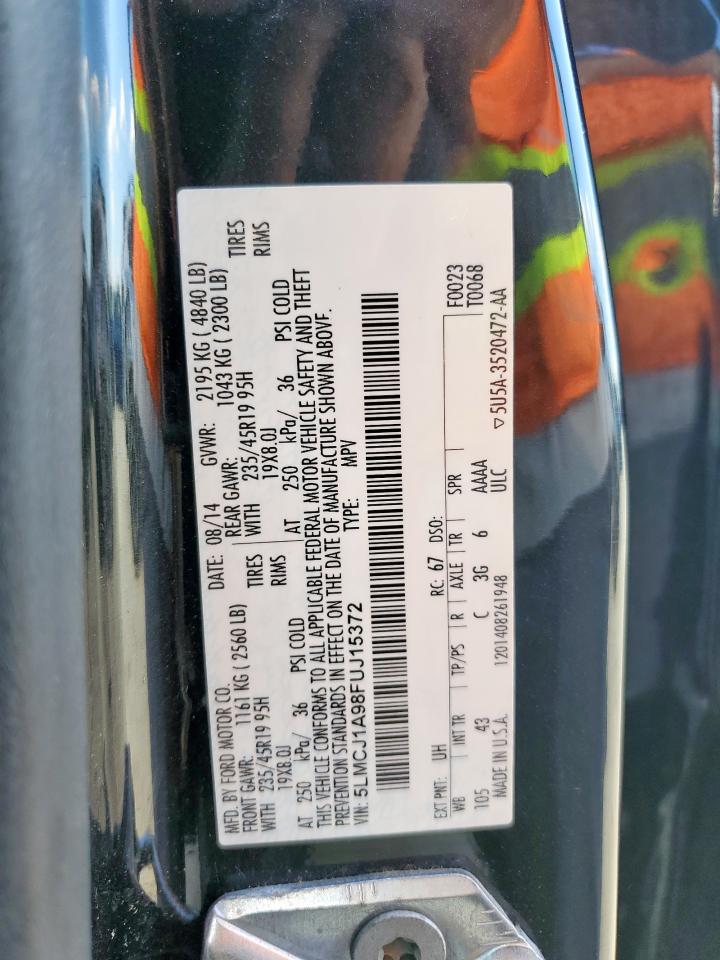 MFD. BY FORD MOTOR CO. DATE: 08/14 GVWR: 2195 KG ( 4840 LB)
FRONT GAWR: 1161 KG ( 2560 LB) REAR GAWR: 1043 KG ( 2300 LB)
WITH 235/45R19 95H TIRES WITH 235/45R19 95H TIRES
19X8.0J RIMS 19X8.0J RIMS
AT 250 kPa/ 36 PSI COLD AT 250 kPa/ 36 PSI COLD
THIS VEHICLE CONFORMS TO ALL APPLICABLE FEDERAL MOTOR VEHICLE SAFETY AND THEFT
PREVENTION STANDARDS IN EFFECT ON THE DATE OF MANUFACTURE SHOWN ABOVE.
VIN: 5LMCJ1A98FUJ15372 TYPE: MPV
F0023
EXT PNT: UH RC: 67 DSO: T0068
WB INT TR TP/PS R AXLE TR SPR
105 43 C 3G 6 AAAA
MADE IN U.S.A. 1201408261948 ULC ▽5U5A-3520472-AA